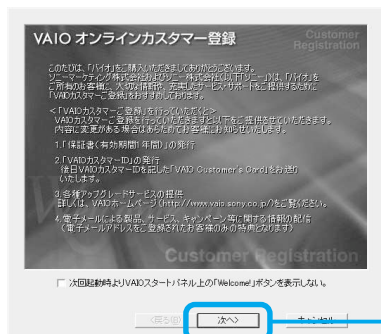 VAIO オンラインカスタマー登録
Customer
Registration
このたびは、「バイオ」をご購入いただきましてありがとうございます。
ソニーマーケティング株式会社およびソニー株式会社(以下「ソニー」)は、「バイオ」を
ご所有のお客様に、大切な情報や、充実したサービス・サポートをご提供するために
「VAIOカスタマーご登録」をおすすめしております。
<「VAIOカスタマーご登録」を行っていただくと>
VAIOカスタマーご登録を行っていただきますと以下をご提供させていただきます。
内容に変更がある場合はあらためてお客様にお知らせいたします。
1.「保証書(有効期間1年間)」の発行
2.「VAIOカスタマーID」の発行
後日VAIOカスタマーIDを記した「VAIO Customer's Card」をお送り
いたします。
3.各種アップグレードサービスの提供
詳しくは、VAIOホームページ(http://www.vaio.sony.co.jp/)をご覧ください。
4.電子メールによる製品、サービス、キャンペーン等に関する情報の配信
(電子メールアドレスをご登録されたお客様のみの特典となります)
Customer Registration
次回起動時よりVAIOスタートパネル上の「Welcome!」ボタンを表示しない。
<戻る(B) 次へ> キャンセル